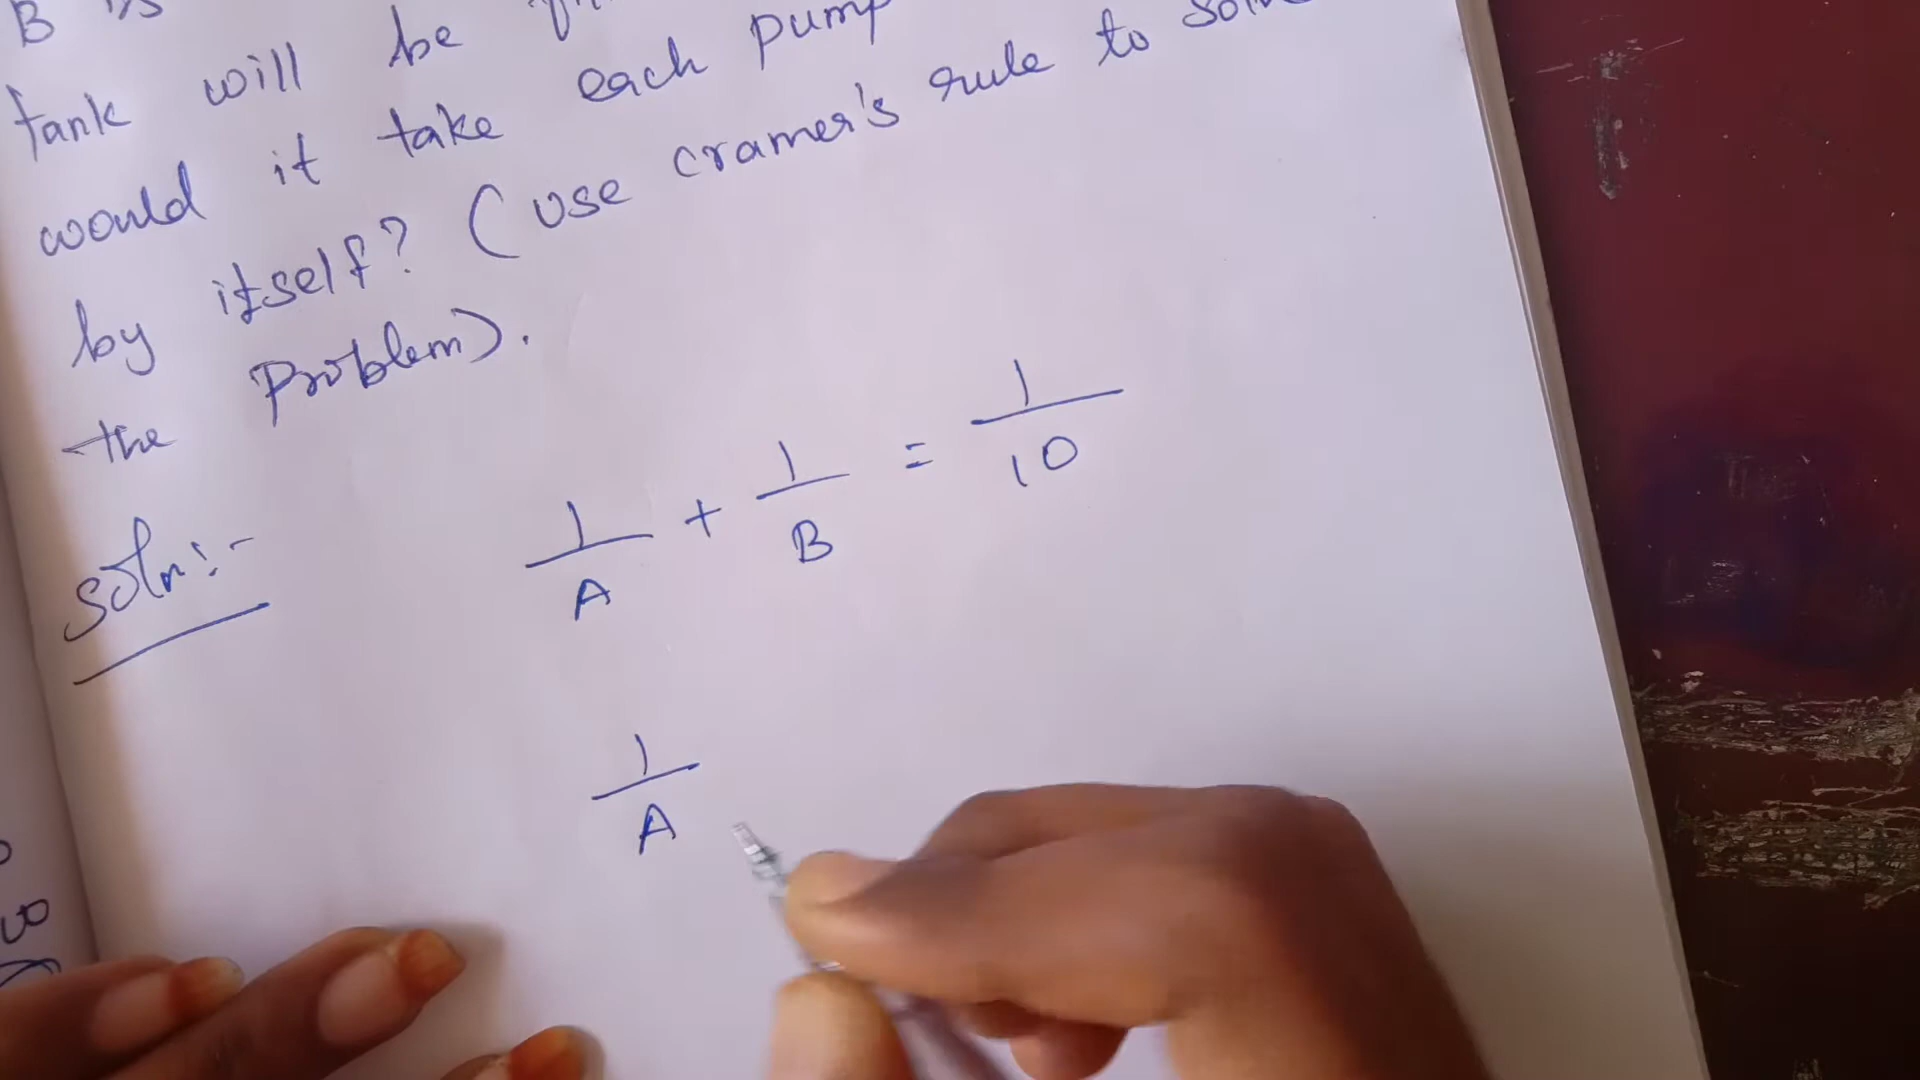 B is
tank will be
would it take each pump
by itself? (use cramer's rule to
the problem).
soln:- 1/A + 1/B = 1/10
1/A